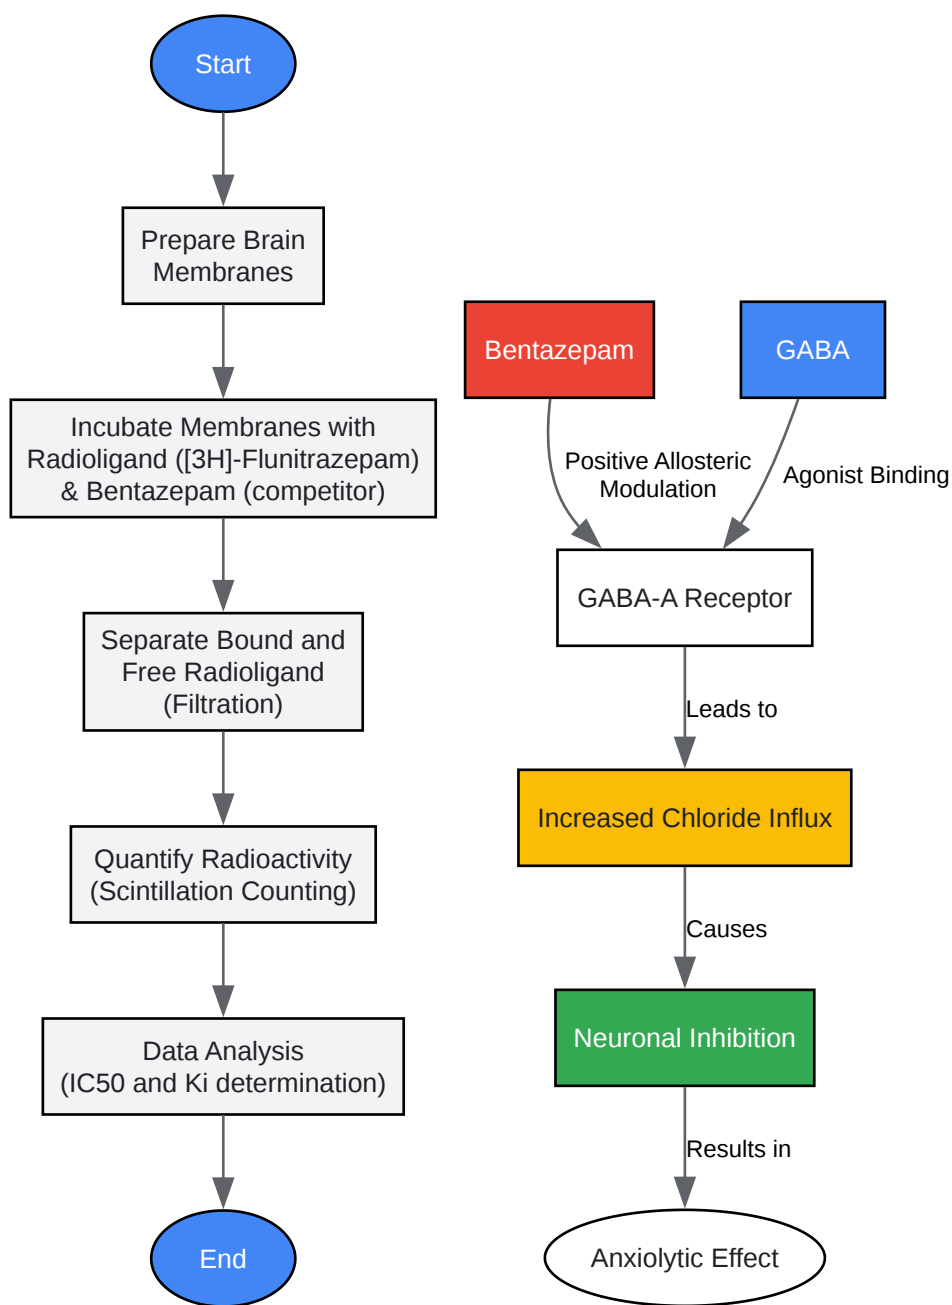 Start
Prepare Brain
Membranes
Incubate Membranes with
Radioligand ([3H]-Flunitrazepam)
& Bentazepam (competitor)
Separate Bound and
Free Radioligand
(Filtration)
Quantify Radioactivity
(Scintillation Counting)
Data Analysis
(IC50 and Ki determination)
End
Bentazepam
GABA
Positive Allosteric
Modulation
Agonist Binding
GABA-A Receptor
Leads to
Increased Chloride Influx
Causes
Neuronal Inhibition
Results in
Anxiolytic Effect